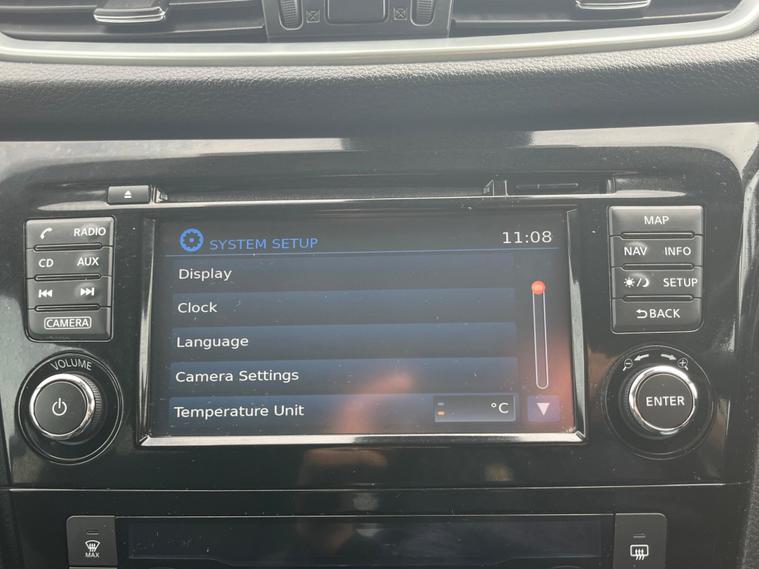 RADIO
CD AUX
CAMERA
VOLUME
SYSTEM SETUP 11:08
Display
Clock
Language
Camera Settings
Temperature Unit °C
MAP
NAV INFO
SETUP
BACK
ENTER
MAX